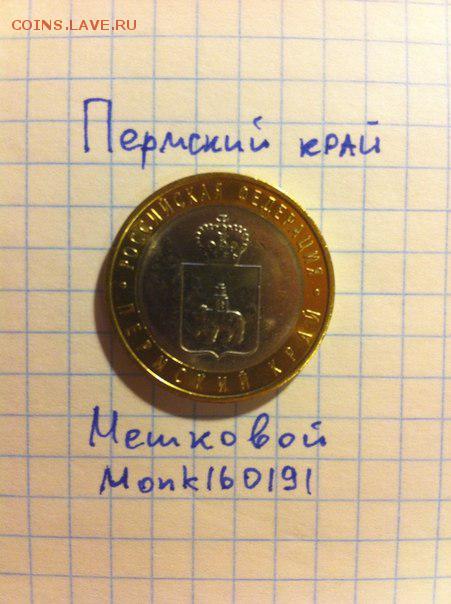 COINS.LAVE.RU
Пермский край
РОССИЙСКАЯ ФЕДЕРАЦИЯ
ПЕРМСКИЙ КРАЙ
Мешковой
Monk160191